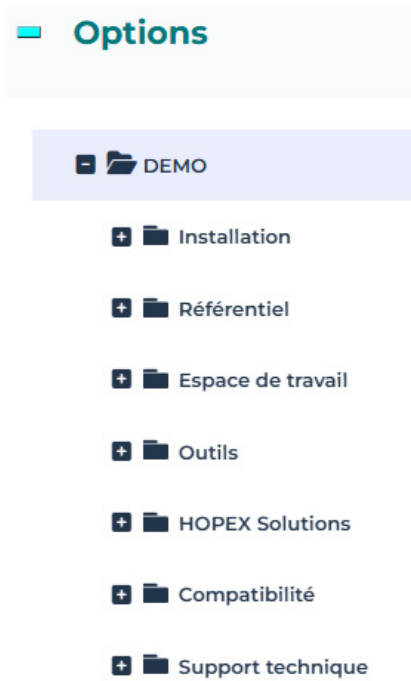 Options
DEMO
Installation
Référentiel
Espace de travail
Outils
HOPEX Solutions
Compatibilité
Support technique